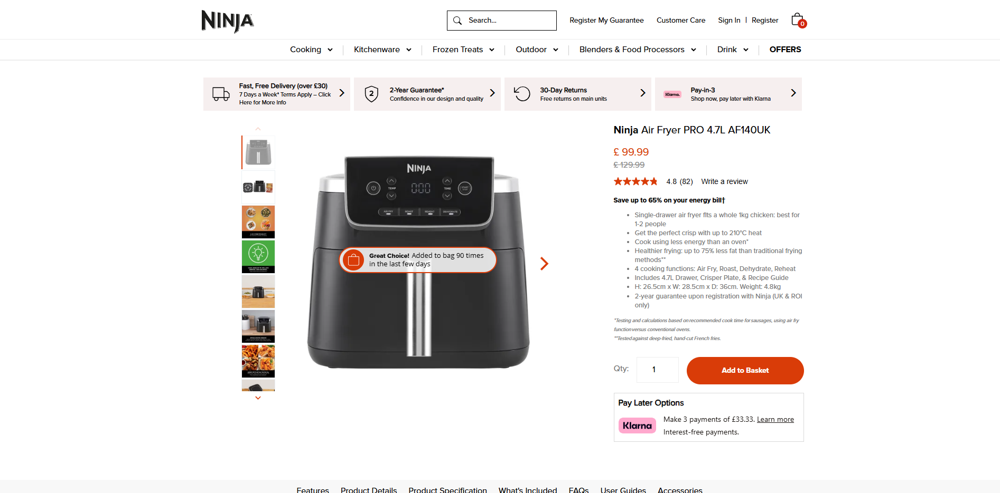 NINJA
Search...
Register My Guarantee
Customer Care
Sign In | Register
0
Cooking
Kitchenware
Frozen Treats
Outdoor
Blenders & Food Processors
Drink
OFFERS
Fast, Free Delivery (over £30)
7 Days a Week* Terms Apply – Click
Here for More Info
2
2-Year Guarantee*
Confidence in our design and quality
30-Day Returns
Free returns on main units
Klarna.
Pay-in-3
Shop now, pay later with Klarna
NINJA
TEMP
0:00
TIME
START
STOP
AIR FRY
ROAST
REHEAT
DEHYDRATE
Great Choice! Added to bag 90 times
in the last few days
Ninja Air Fryer PRO 4.7L AF140UK
£ 99.99
£ 129.99
4.8 (82) Write a review
Save up to 65% on your energy bill†
• Single-drawer air fryer fits a whole 1kg chicken: best for
1-2 people
• Get the perfect crisp with up to 210°C heat
• Cook using less energy than an oven*
• Healthier frying: up to 75% less fat than traditional frying
methods**
• 4 cooking functions: Air Fry, Roast, Dehydrate, Reheat
• Includes 4.7L Drawer, Crisper Plate, & Recipe Guide
• H: 26.5cm x W: 28.5cm x D: 36cm. Weight: 4.8kg
• 2-year guarantee upon registration with Ninja (UK & ROI
only)
*Testing and calculations based on recommended cook time for sausages, using air fry
function versus conventional ovens.
**Tested against deep-fried, hand-cut French fries.
Qty:
1
Add to Basket
Pay Later Options
Klarna
Make 3 payments of £33.33. Learn more
Interest-free payments.
Features
Product Details
Product Specification
What's Included
FAQs
User Guides
Accessories